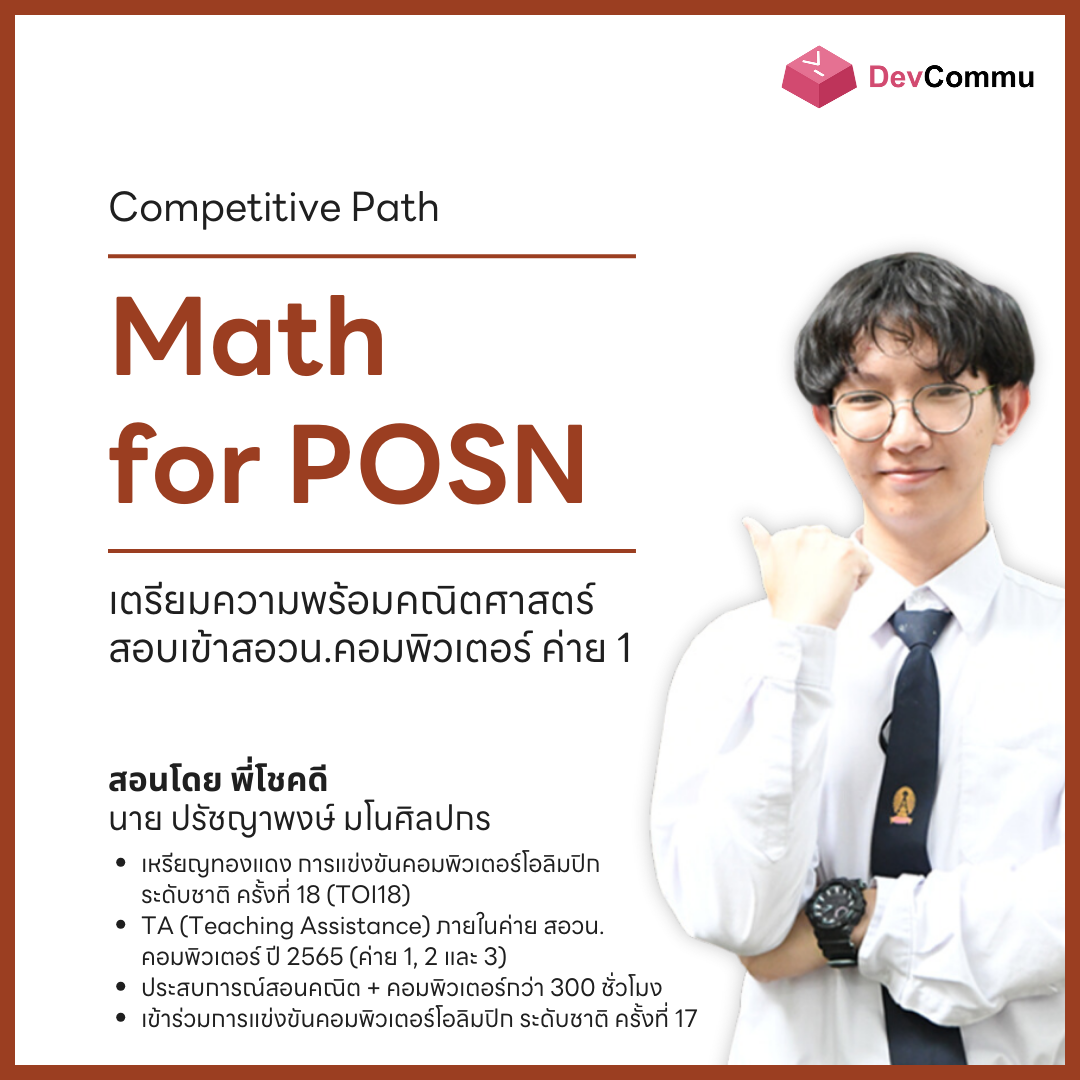 DevCommu
Competitive Path
Math
for POSN
เตรียมความพร้อมคณิตศาสตร์
สอบเข้าสอวน.คอมพิวเตอร์ ค่าย 1
สอนโดย พี่โชคดี
นาย ปรัชญาพงษ์ มโนศิลปกร
• เหรียญทองแดง การแข่งขันคอมพิวเตอร์โอลิมปิก
ระดับชาติ ครั้งที่ 18 (TOI18)
• TA (Teaching Assistance) ภายในค่าย สอวน.
คอมพิวเตอร์ ปี 2565 (ค่าย 1, 2 และ 3)
• ประสบการณ์สอนคณิต + คอมพิวเตอร์กว่า 300 ชั่วโมง
• เข้าร่วมการแข่งขันคอมพิวเตอร์โอลิมปิก ระดับชาติ ครั้งที่ 17